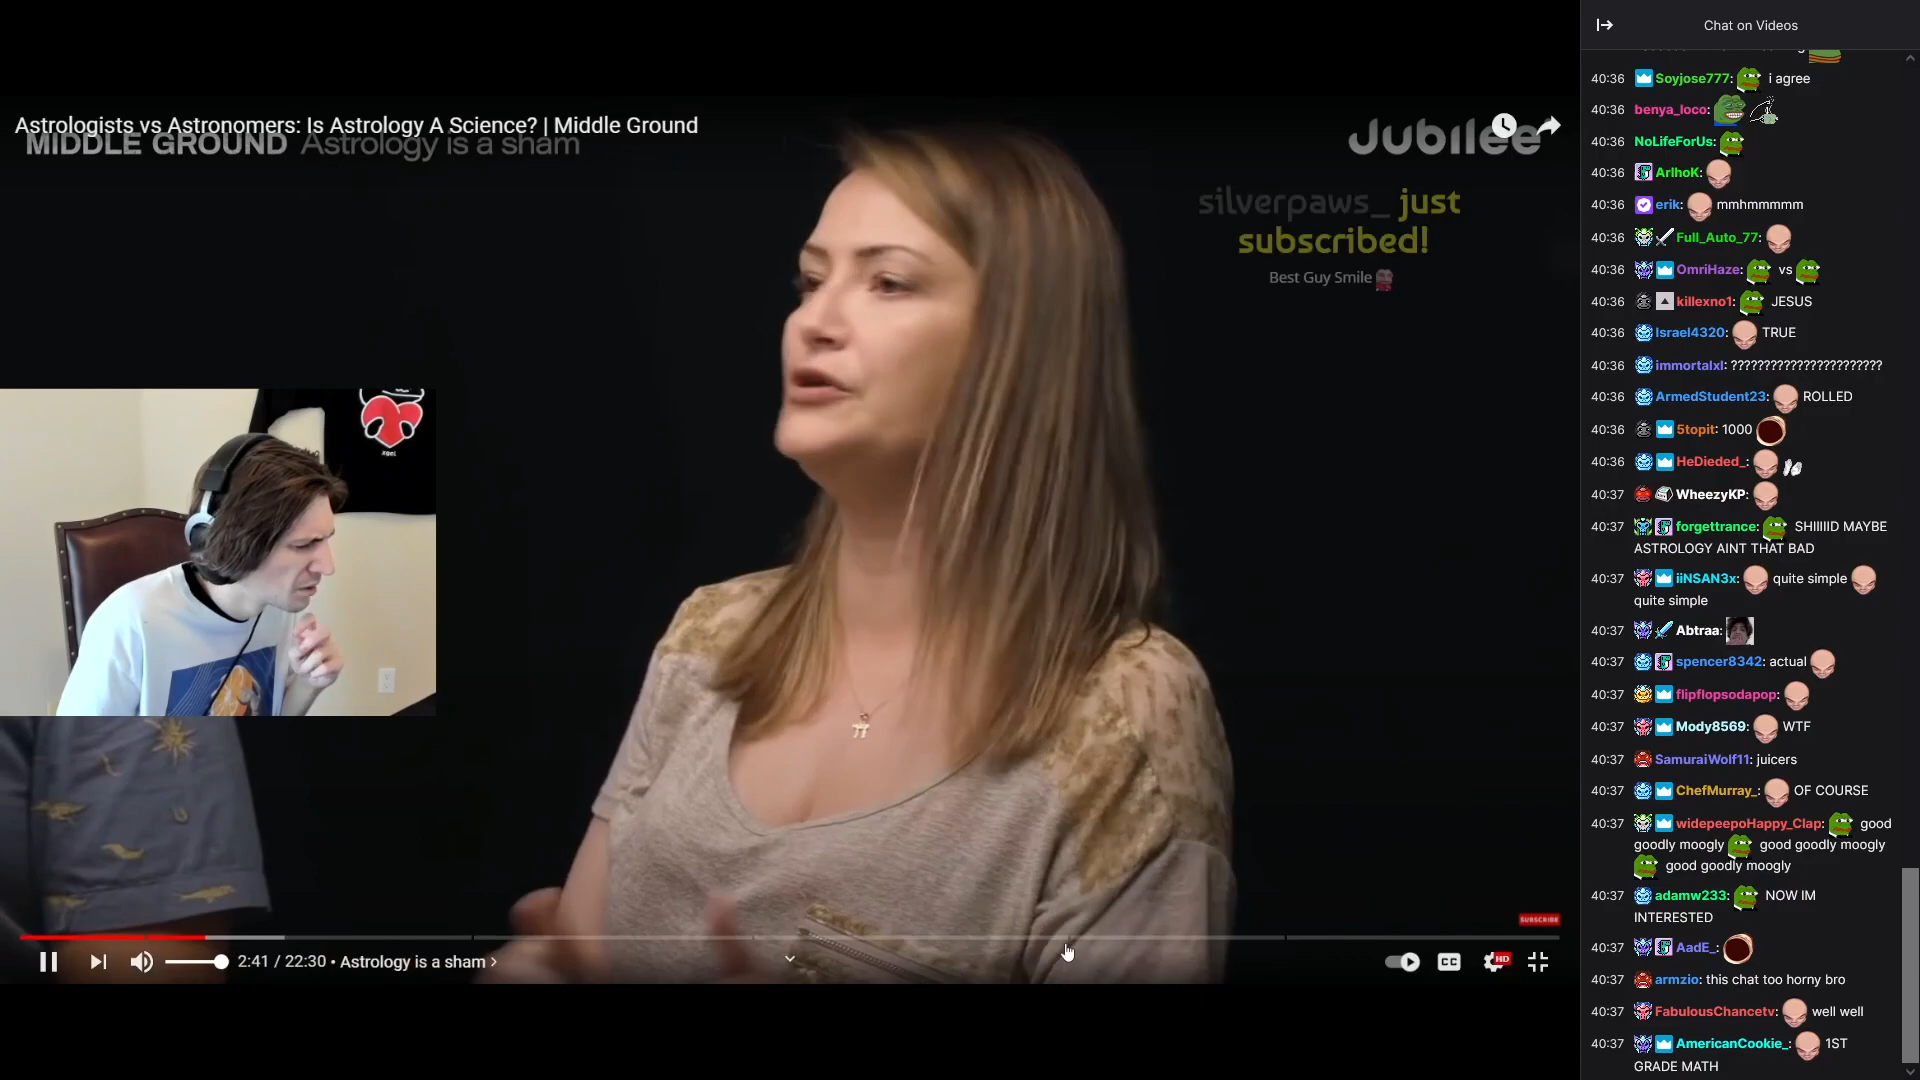 Astrologists vs Astronomers: Is Astrology A Science? | Middle Ground
MIDDLE GROUND Astrology is a sham
Jubilee
silverpaws_ just
subscribed!
Best Guy Smile
xqcL
SUBSCRIBE
2:41 / 22:30 • Astrology is a sham >
CC
HD
Chat on Videos
40:36 Soyjose777: i agree
40:36 benya_loco:
40:36 NoLifeForUs:
40:36 ArlhoK:
40:36 erik: mmhmmmmm
40:36 Full_Auto_77:
40:36 OmriHaze: vs
40:36 killexno1: JESUS
40:36 Israel4320: TRUE
40:36 immortalxl: ???????????????????????
40:36 ArmedStudent23: ROLLED
40:36 5topit: 1000
40:36 HeDieded_:
40:37 WheezyKP:
40:37 forgettrance: SHIIIIID MAYBE
ASTROLOGY AINT THAT BAD
40:37 iiNSAN3x: quite simple
quite simple
40:37 Abtraa:
40:37 spencer8342: actual
40:37 flipflopsodapop:
40:37 Mody8569: WTF
40:37 SamuraiWolf11: juicers
40:37 ChefMurray_: OF COURSE
40:37 widepeepoHappy_Clap: good
goodly moogly good goodly moogly
good goodly moogly
40:37 adamw233: NOW IM
INTERESTED
40:37 AadE_:
40:37 armzio: this chat too horny bro
40:37 FabulousChancetv: well well
40:37 AmericanCookie_: 1ST
GRADE MATH